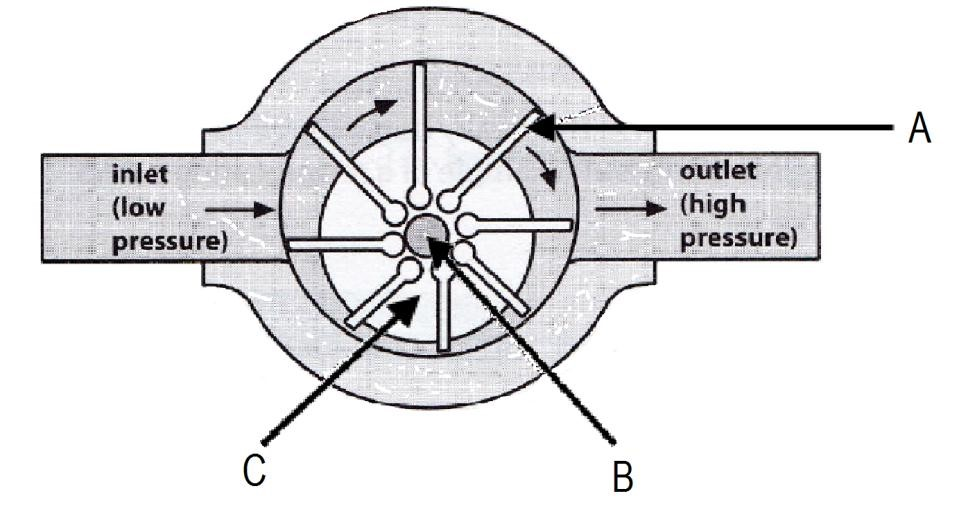 A
inlet
(low
pressure)
outlet
(high
pressure)
C
B